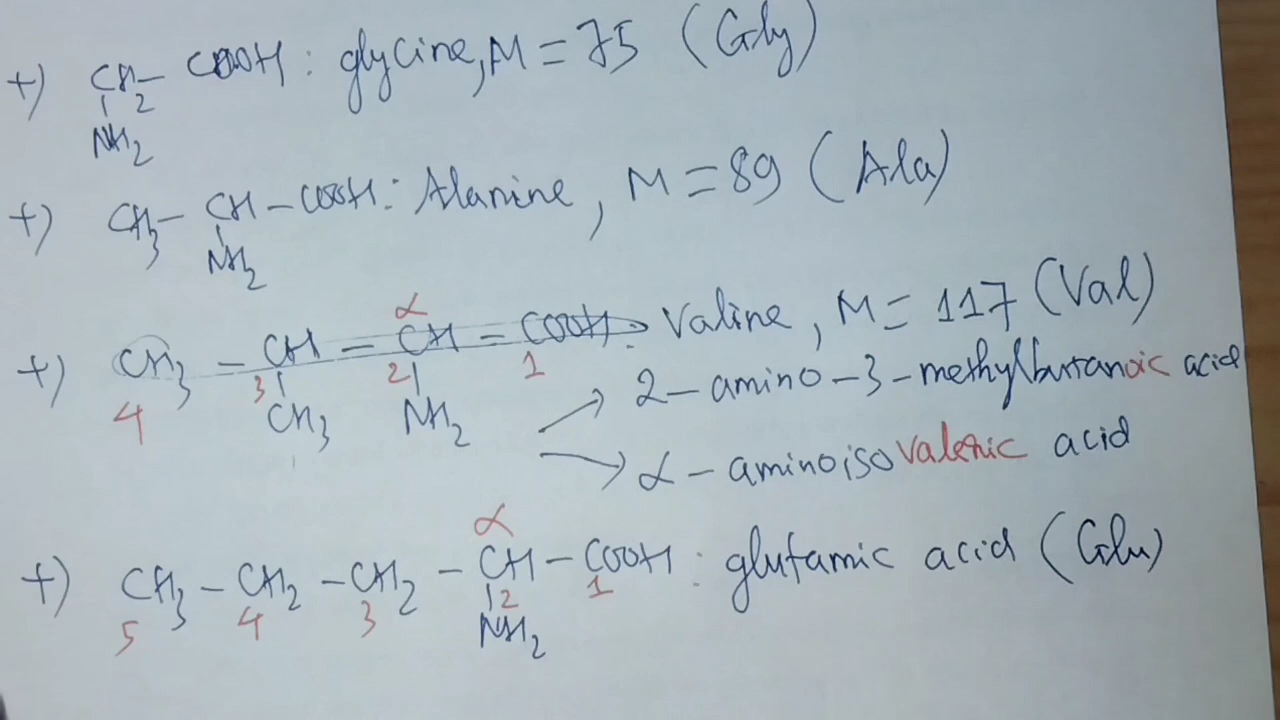 +) CH2 – COOH : glycine, M = 75 (Gly)
NH2
+) CH3 – CH – COOH : Alanine, M = 89 (Ala)
NH2
α
+) CH3 – CH – CH – COOH : Valine, M = 117 (Val)
4 3 2 1
CH3 NH2
2 – amino – 3 – methylbutanoic acid
α – aminoisovaleric acid
α
+) CH3 – CH2 – CH2 – CH – COOH : glutamic acid (Glu)
5 4 3 2 1
NH2